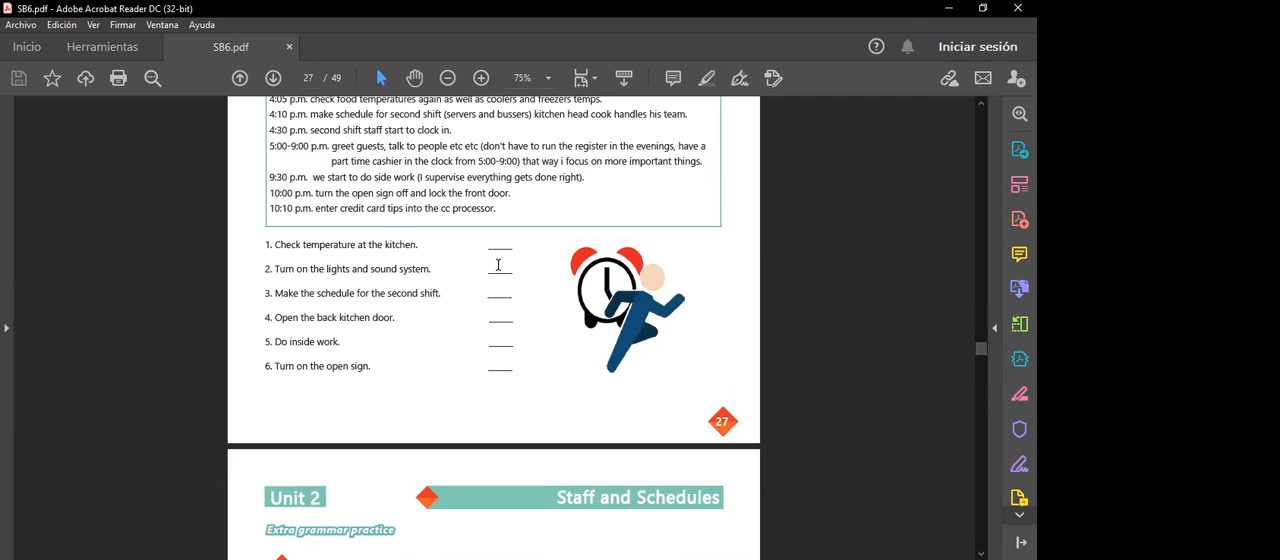 SB6.pdf - Adobe Acrobat Reader DC (32-bit)
Archivo Edición Ver Firmar Ventana Ayuda
Inicio Herramientas SB6.pdf × Iniciar sesión
27 / 49 75%
4:05 p.m. check food temperatures again as well as coolers and freezers temps.
4:10 p.m. make schedule for second shift (servers and bussers) kitchen head cook handles his team.
4:30 p.m. second shift staff start to clock in.
5:00-9:00 p.m. greet guests, talk to people etc etc (don't have to run the register in the evenings, have a
part time cashier in the clock from 5:00-9:00) that way i focus on more important things.
9:30 p.m. we start to do side work (I supervise everything gets done right).
10:00 p.m. turn the open sign off and lock the front door.
10:10 p.m. enter credit card tips into the cc processor.
1. Check temperature at the kitchen. _____
2. Turn on the lights and sound system. _____
3. Make the schedule for the second shift. _____
4. Open the back kitchen door. _____
5. Do inside work. _____
6. Turn on the open sign. _____
27
Unit 2 Staff and Schedules
Extra grammar practice